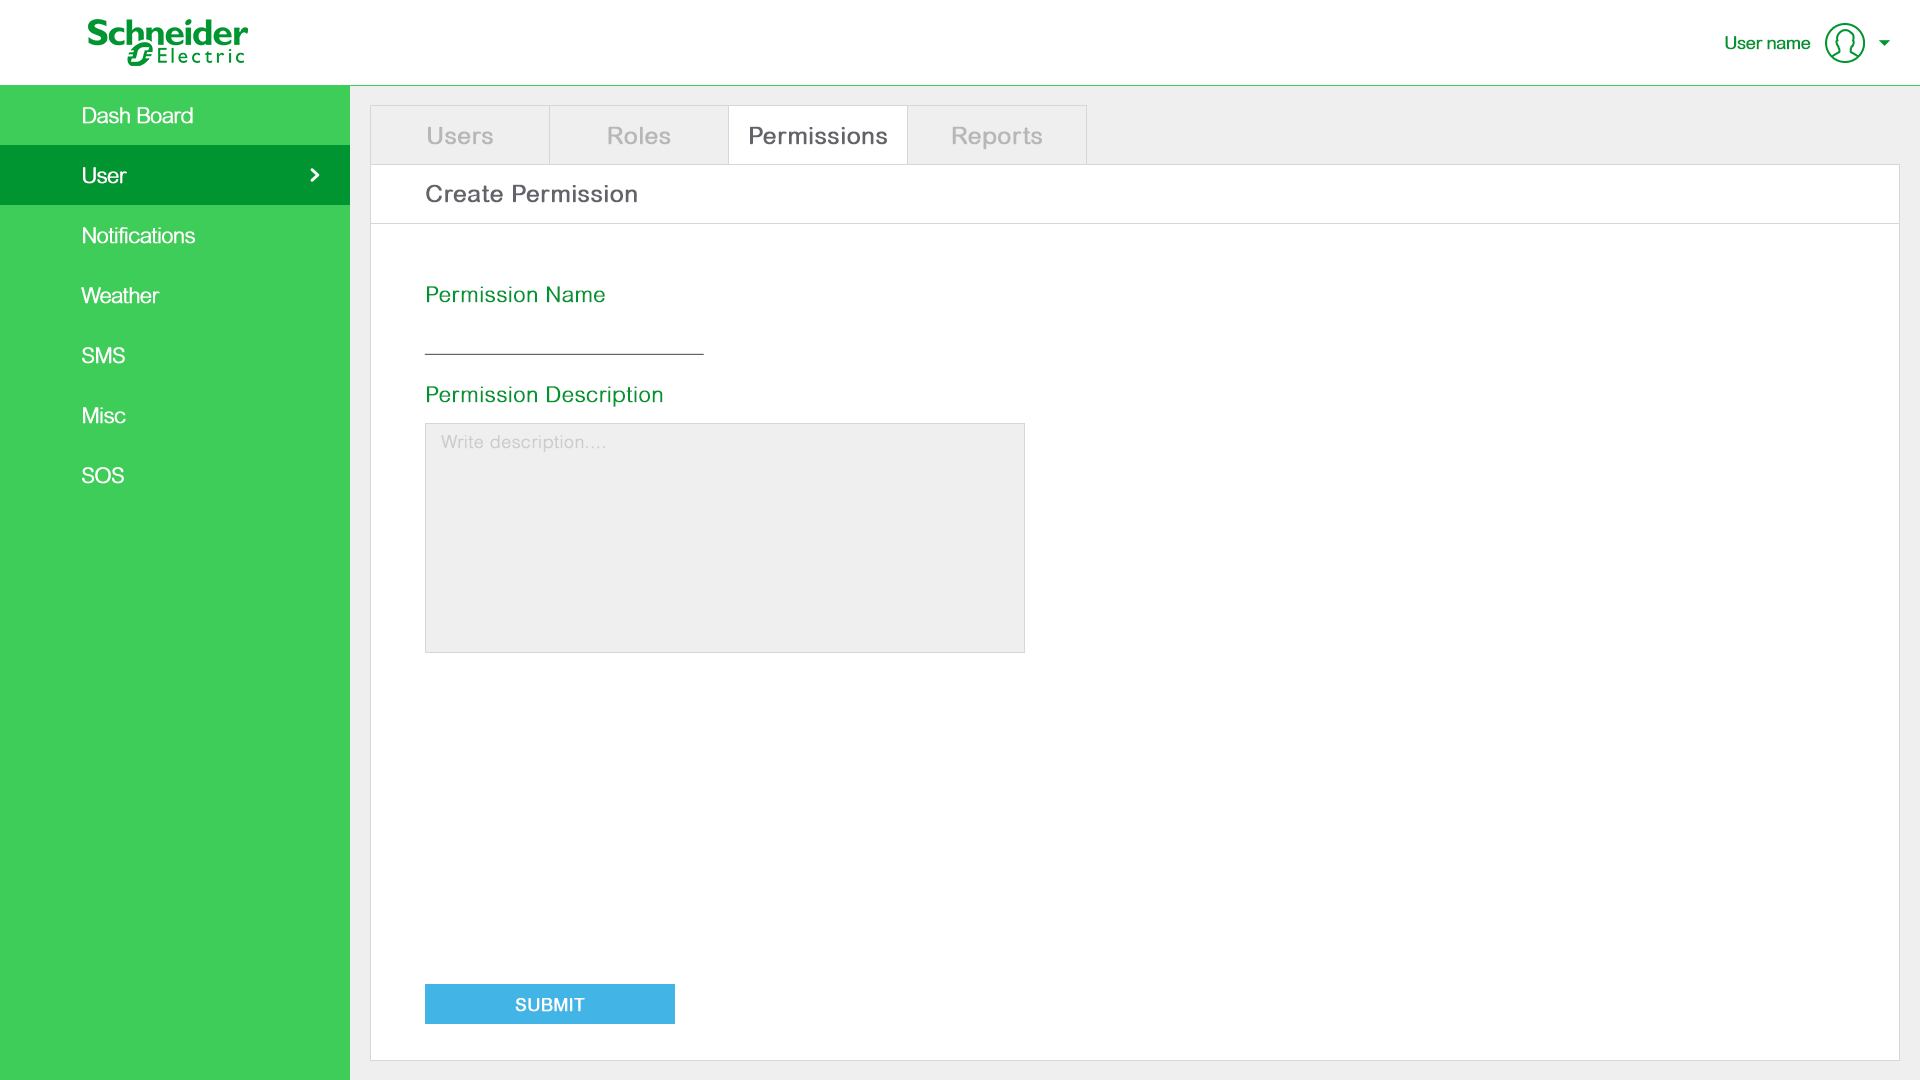 Schneider
Electric
User name
Dash Board
User
Notifications
Weather
SMS
Misc
SOS
Users
Roles
Permissions
Reports
Create Permission
Permission Name
Permission Description
Write description....
SUBMIT